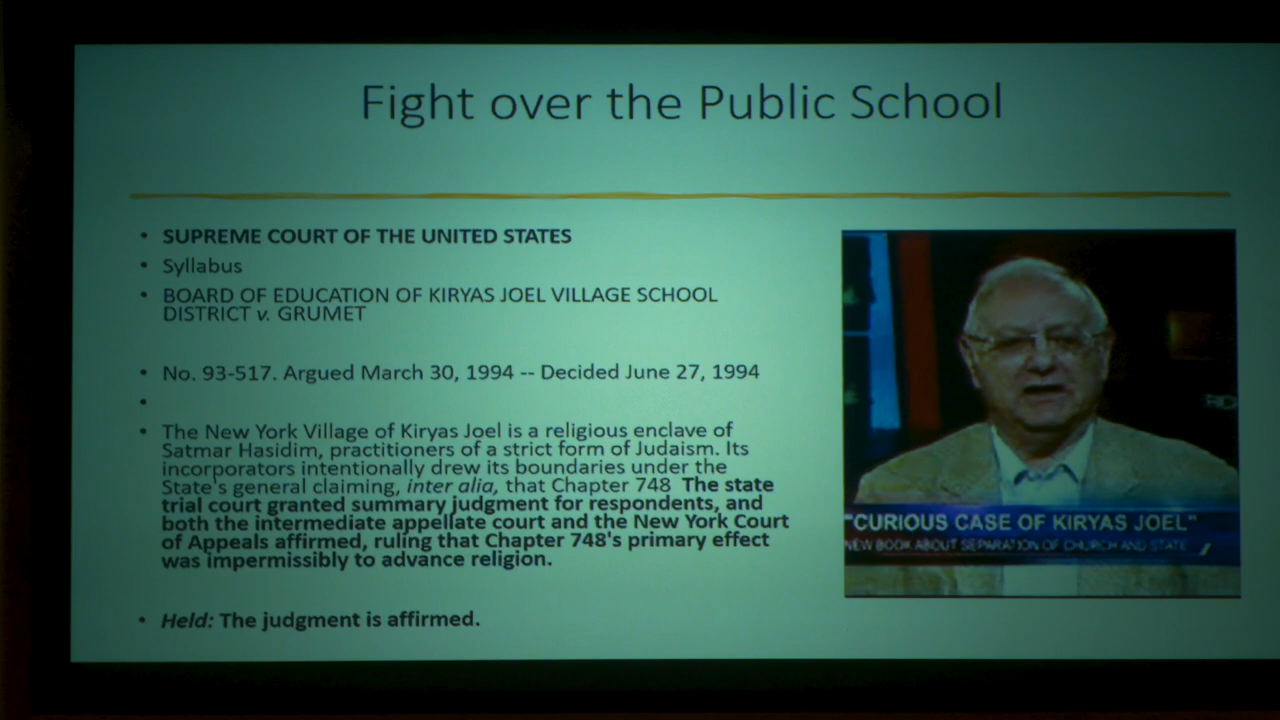 Fight over the Public School
• SUPREME COURT OF THE UNITED STATES
• Syllabus
• BOARD OF EDUCATION OF KIRYAS JOEL VILLAGE SCHOOL
DISTRICT v. GRUMET
• No. 93-517. Argued March 30, 1994 -- Decided June 27, 1994
•
• The New York Village of Kiryas Joel is a religious enclave of
Satmar Hasidim, practitioners of a strict form of Judaism. Its
incorporators intentionally drew its boundaries under the
State's general claiming, inter alia, that Chapter 748 The state
trial court granted summary judgment for respondents, and
both the intermediate appellate court and the New York Court
of Appeals affirmed, ruling that Chapter 748's primary effect
was impermissibly to advance religion.
• Held: The judgment is affirmed.
"CURIOUS CASE OF KIRYAS JOEL"
NEW BOOK ABOUT SEPARATION OF CHURCH AND STATE